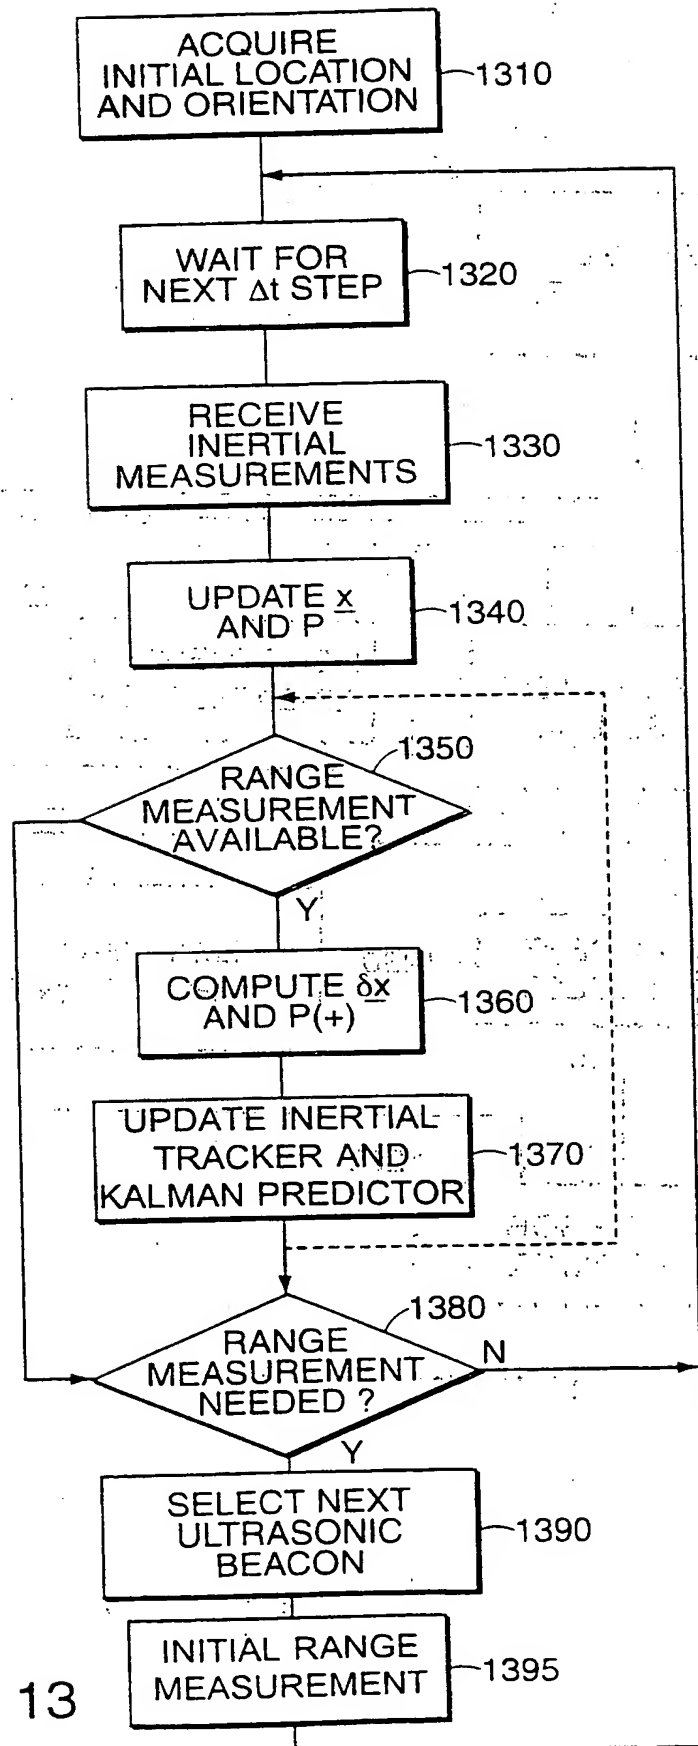 ACQUIRE
INITIAL LOCATION
AND ORIENTATION
1310
WAIT FOR
NEXT Δt STEP
1320
RECEIVE
INERTIAL
MEASUREMENTS
1330
UPDATE x
AND P
1340
1350
RANGE
MEASUREMENT
AVAILABLE?
Y
COMPUTE δx
AND P(+)
1360
UPDATE INERTIAL
TRACKER AND
KALMAN PREDICTOR
1370
1380
RANGE
MEASUREMENT
NEEDED ?
N
Y
SELECT NEXT
ULTRASONIC
BEACON
1390
INITIAL RANGE
MEASUREMENT
1395
13